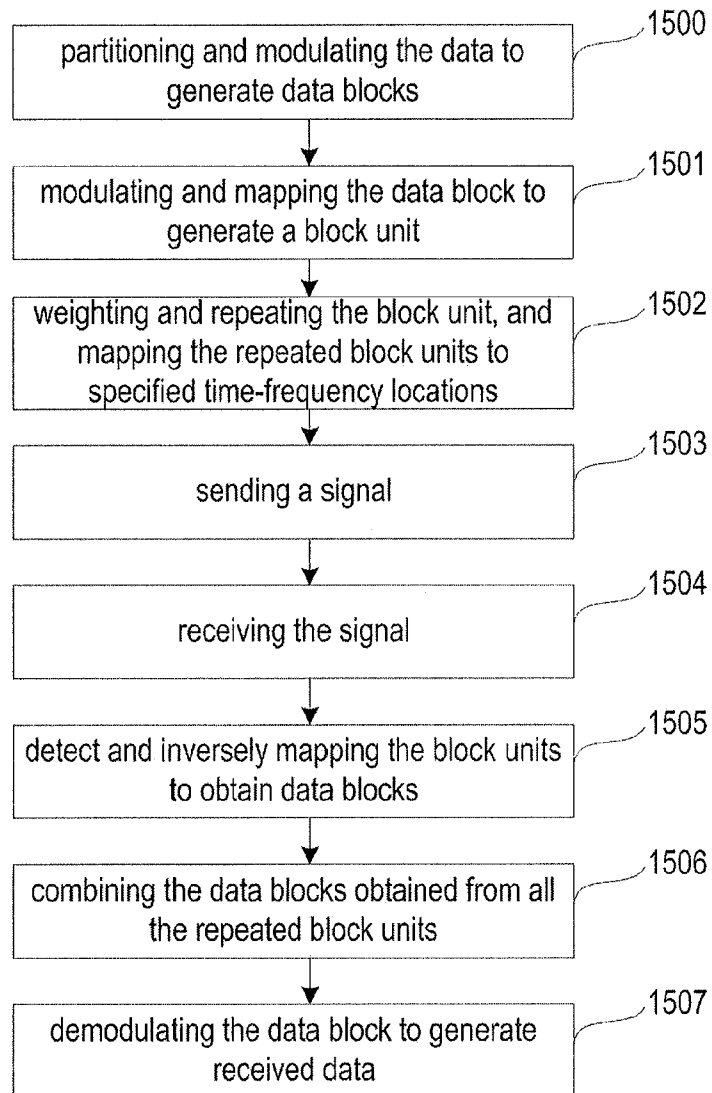 1500
partitioning and modulating the data to
generate data blocks
1501
modulating and mapping the data block to
generate a block unit
1502
weighting and repeating the block unit, and
mapping the repeated block units to
specified time-frequency locations
1503
sending a signal
1504
receiving the signal
1505
detect and inversely mapping the block units
to obtain data blocks
1506
combining the data blocks obtained from all
the repeated block units
1507
demodulating the data block to generate
received data